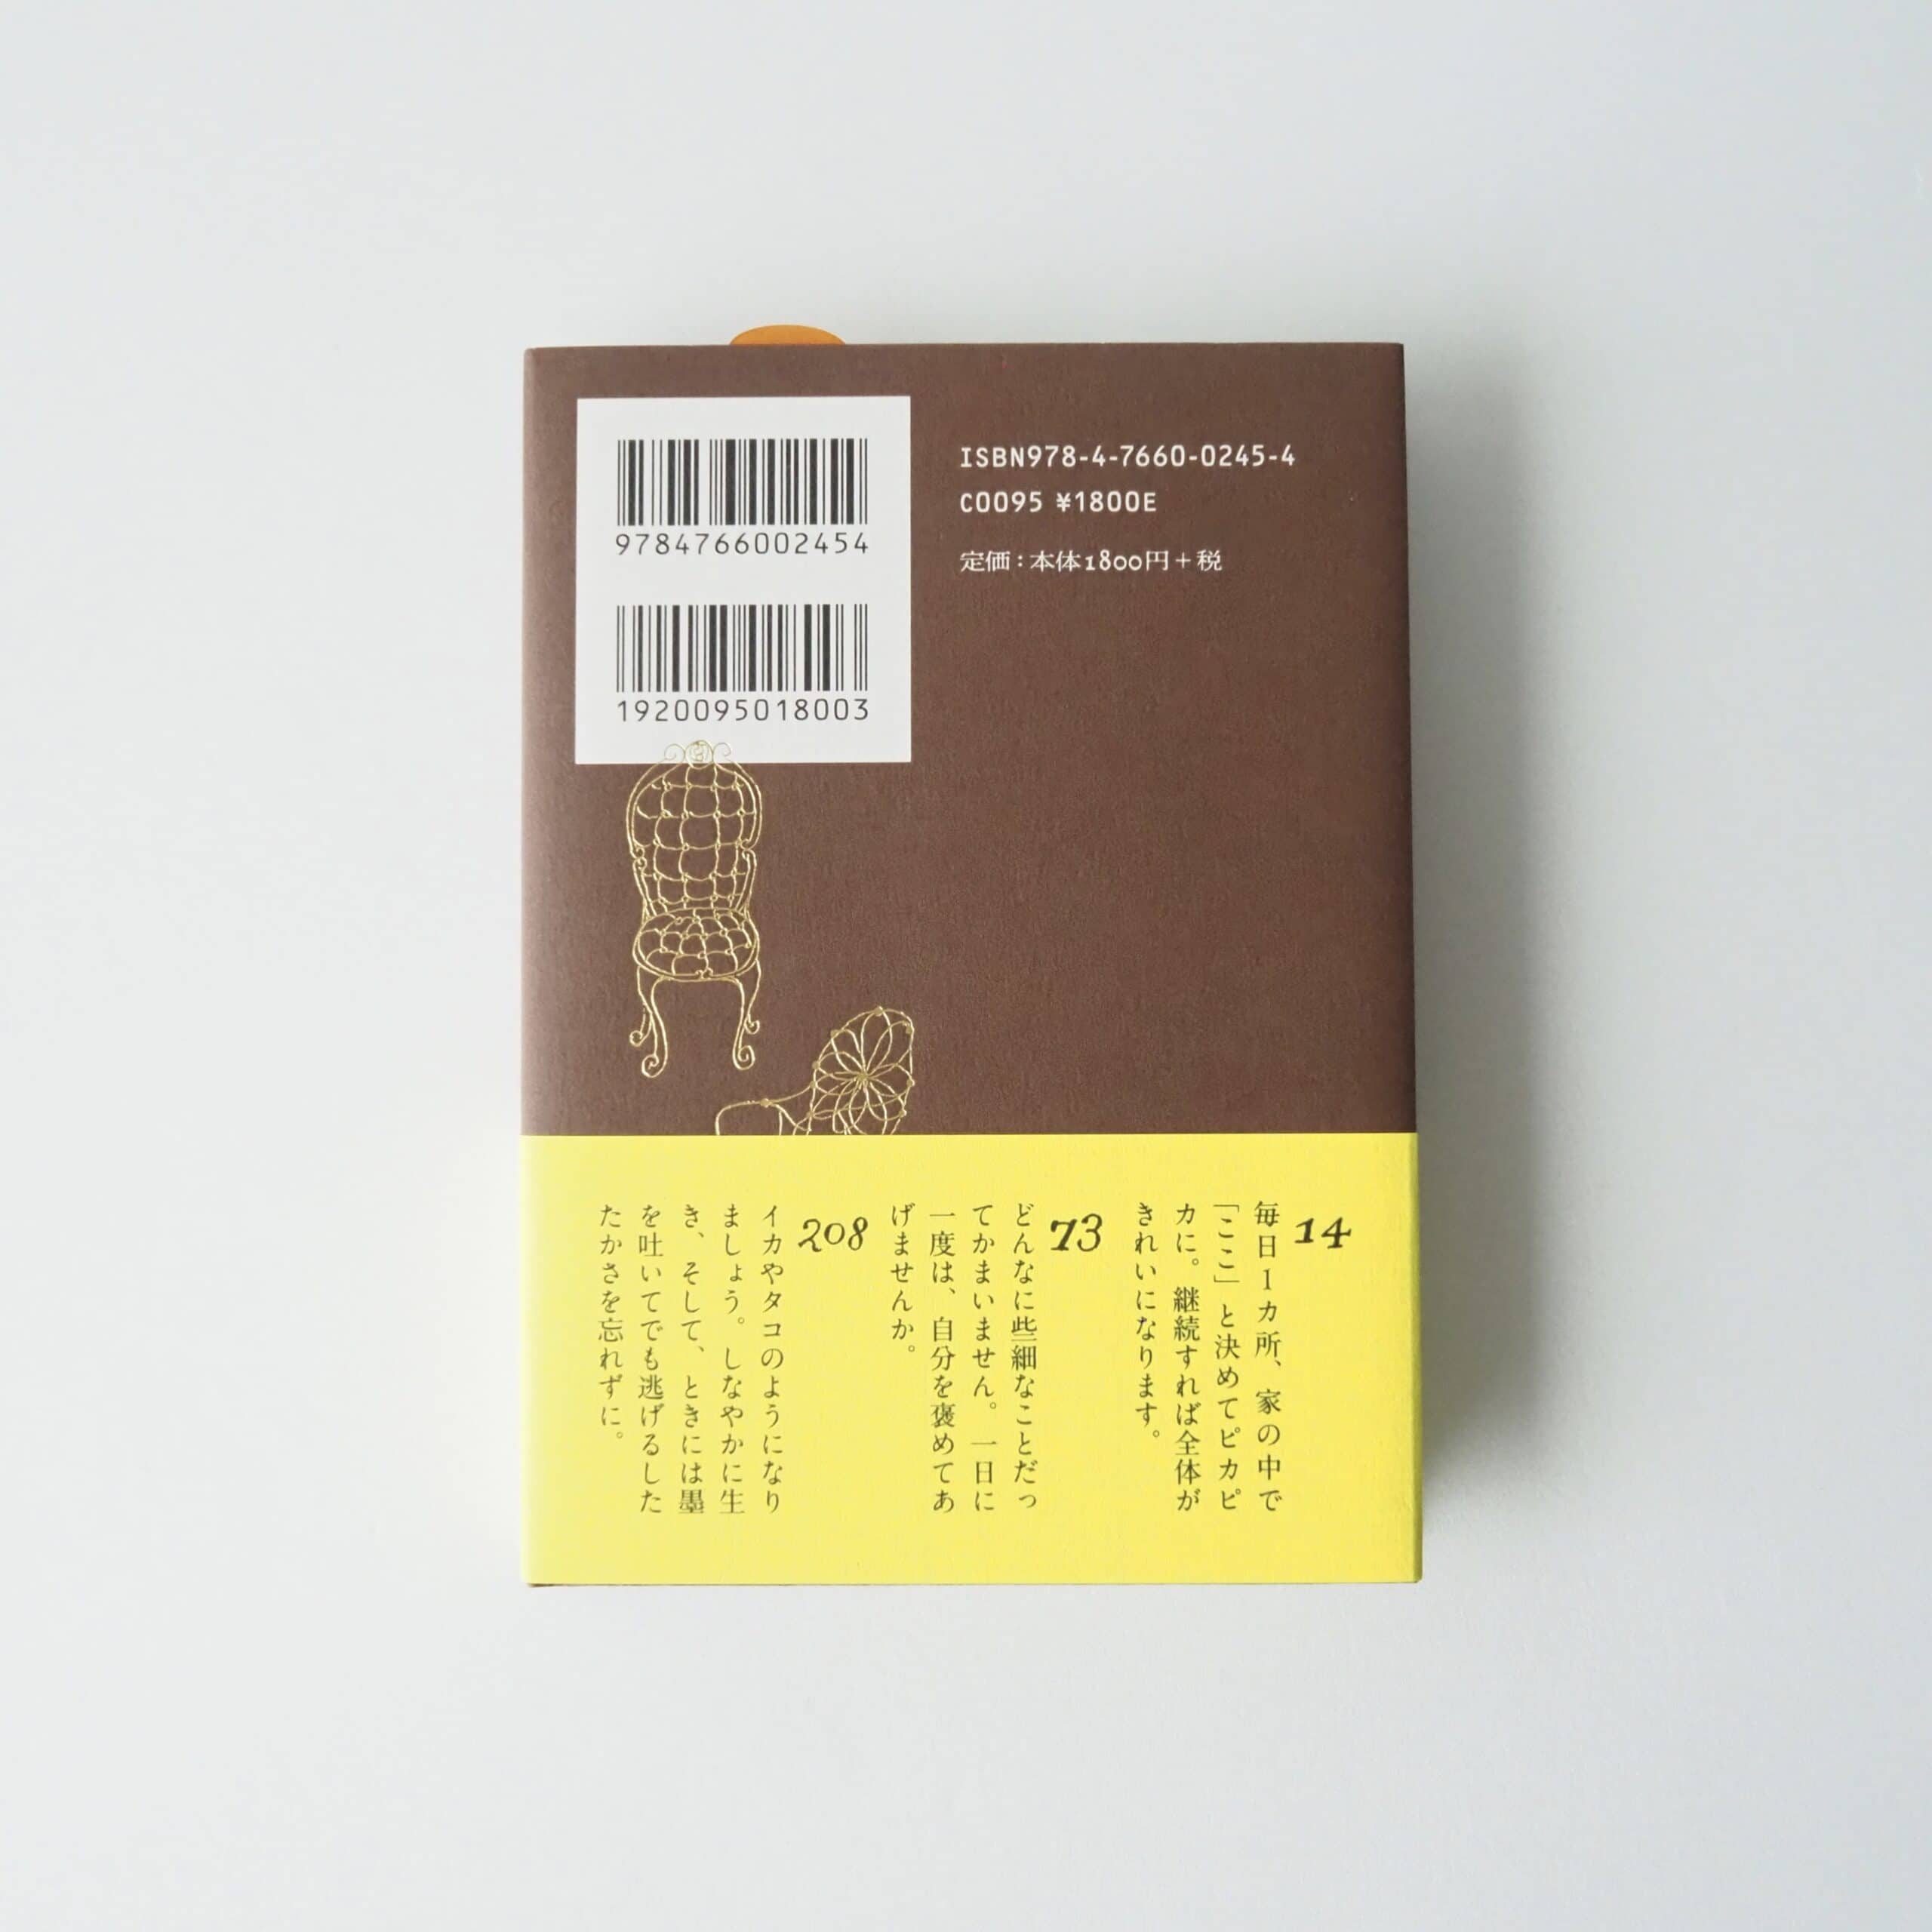 9784766002454
1920095018003
ISBN978-4-7660-0245-4
C0095 ¥1800E
定価:本体1800円+税
14
毎日1カ所、家の中で
「ここ」と決めてピカピ
カに。継続すれば全体が
きれいになります。
73
どんなに些細なことだっ
てかまいません。一日に
一度は、自分を褒めてあ
げませんか。
208
イカやタコのようになり
ましょう。しなやかに生
き、そして、ときには墨
を吐いてでも逃げるした
たかさを忘れずに。